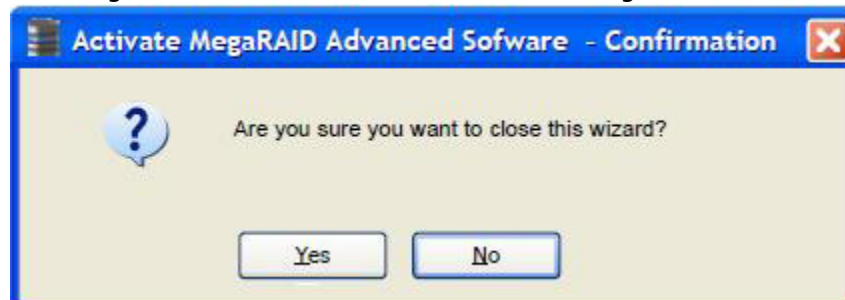 Activate MegaRAID Advanced Sofware - Confirmation
Are you sure you want to close this wizard?
Yes
No